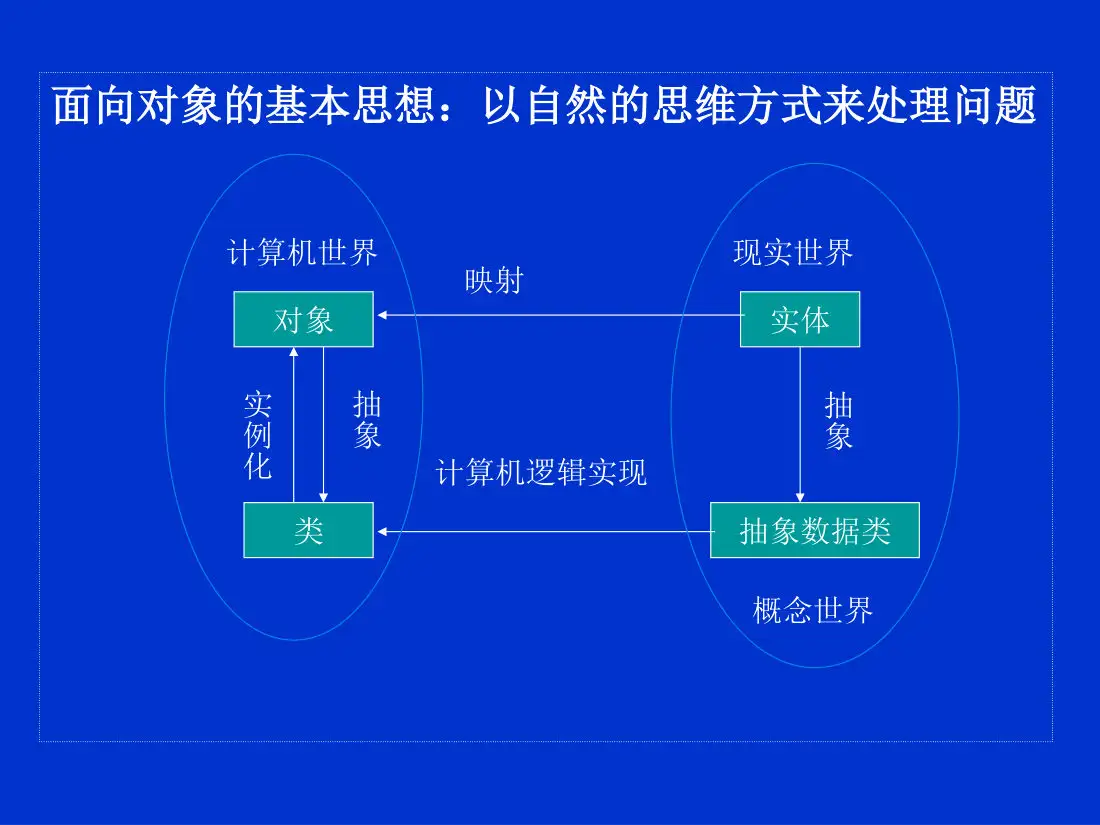 面向对象的基本思想：以自然的思维方式来处理问题
计算机世界
现实世界
映射
对象
实体
实例化
抽象
抽象
计算机逻辑实现
类
抽象数据类
概念世界